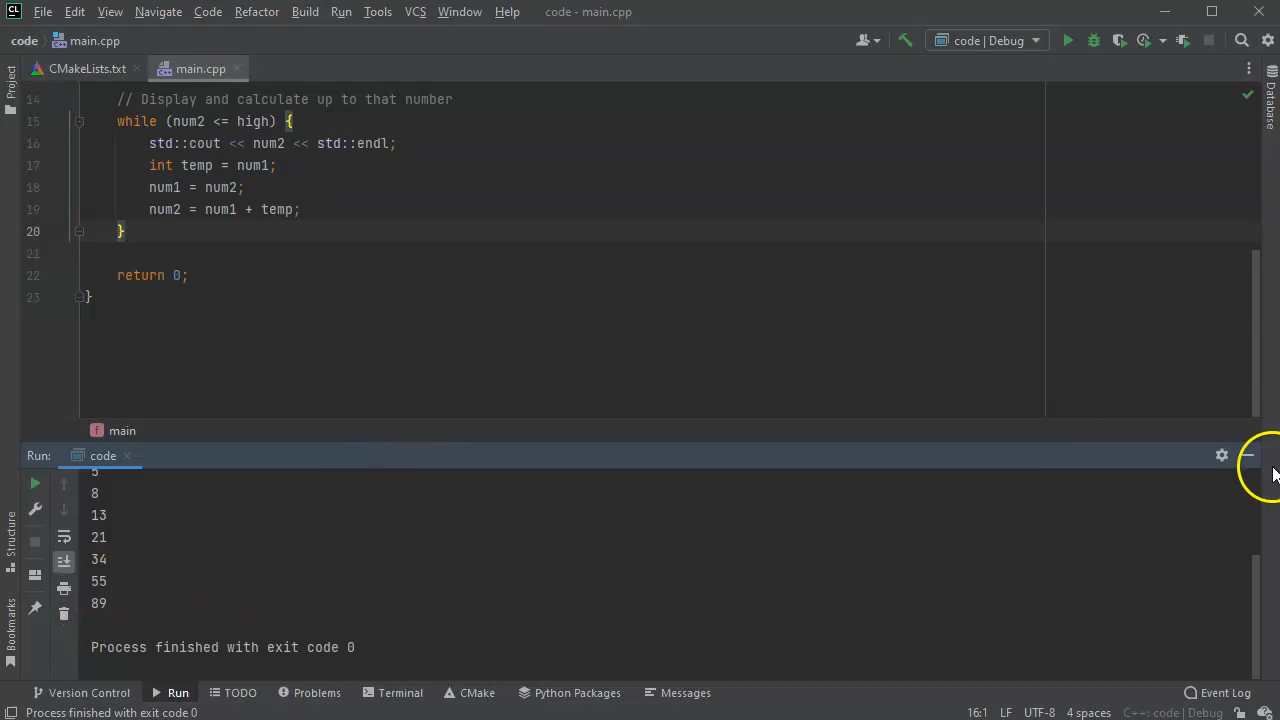 CL File Edit View Navigate Code Refactor Build Run Tools VCS Window Help code - main.cpp
code main.cpp code | Debug
CMakeLists.txt main.cpp
Project
Database
14 // Display and calculate up to that number
15 while (num2 <= high) {
16 std::cout << num2 << std::endl;
17 int temp = num1;
18 num1 = num2;
19 num2 = num1 + temp;
20 }
21
22 return 0;
23 }
f main
Run: code
5
8
13
21
34
55
89
Process finished with exit code 0
Structure
Bookmarks
Version Control Run TODO Problems Terminal CMake Python Packages Messages Event Log
Process finished with exit code 0 16:1 LF UTF-8 4 spaces C++: code | Debug